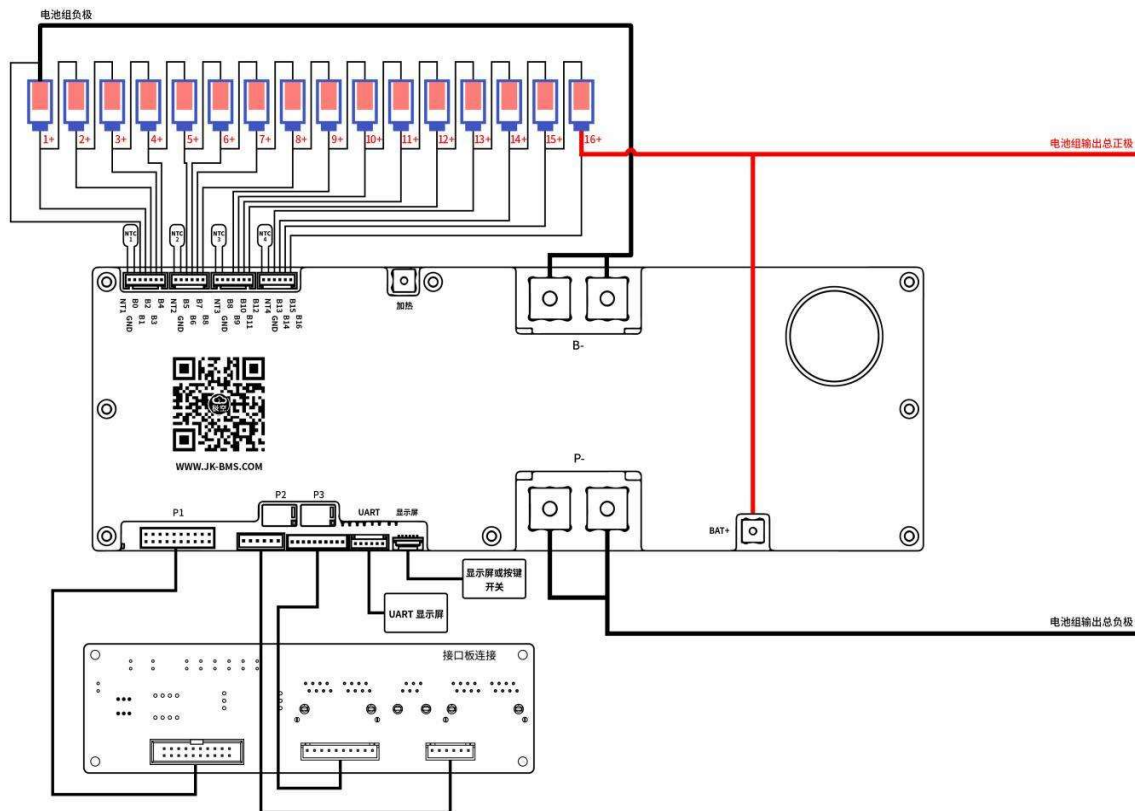 电池组负极
1+
2+
3+
4+
5+
6+
7+
8+
9+
10+
11+
12+
13+
14+
15+
16+
电池组输出总正极
NTC
1
NTC
2
NTC
3
NTC
4
NT1
GND
B0
B1
B2
B3
B4
NT2
GND
B5
B6
B7
B8
NT3
GND
B8
B9
B10
B11
B12
NT4
GND
B13
B14
B15
B16
加热
B-
极空
WWW.JK-BMS.COM
P-
P1
P2
P3
UART
显示屏
BAT+
显示屏或按键
开关
UART 显示屏
电池组输出总负极
接口板连接